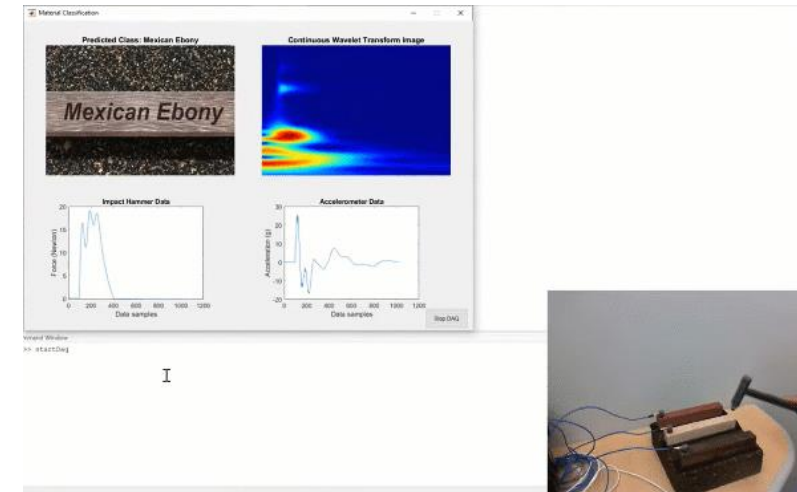 Material Classification
Predicted Class: Mexican Ebony
Continuous Wavelet Transform Image
Mexican Ebony
Impact Hammer Data
Accelerometer Data
20
15
10
5
0
Force (Newton)
0 200 400 600 800 1000 1200
Data samples
30
20
10
0
-10
-20
Acceleration (g)
0 200 400 600 800 1000 1200
Data samples
Stop DAQ
mmand Window
>> startDaq